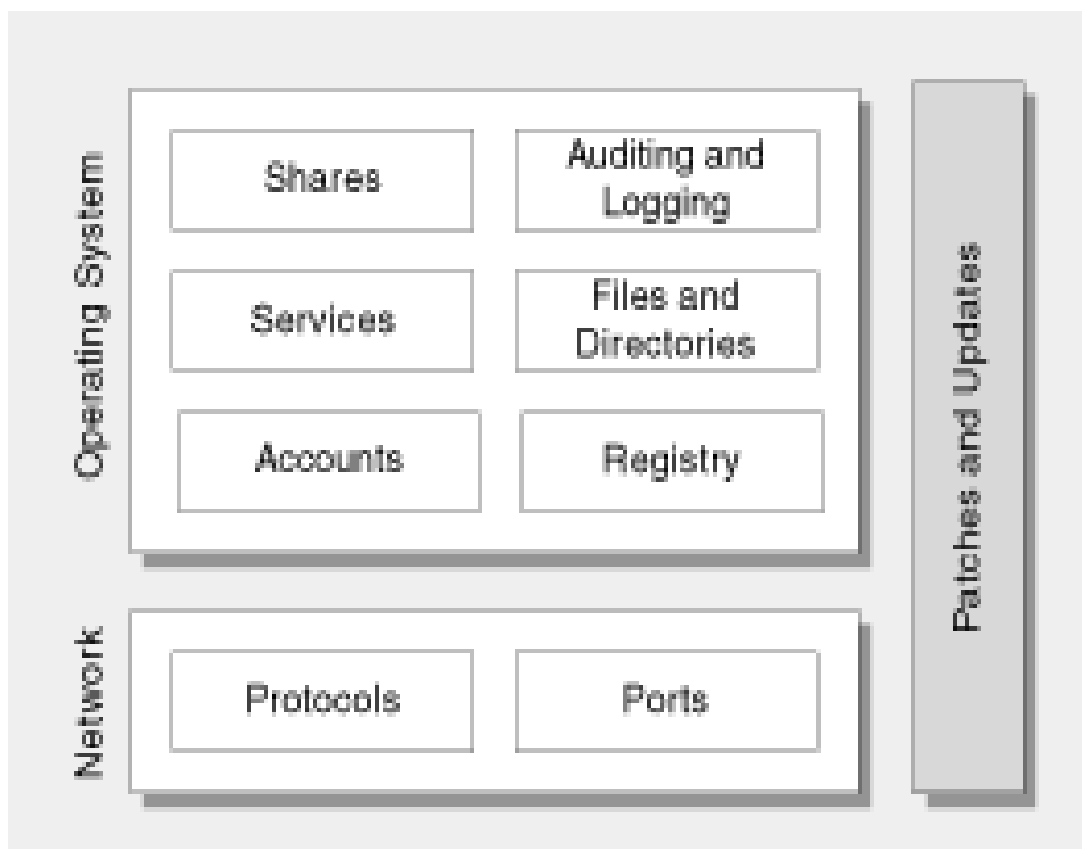 Operating System
Shares
Auditing and
Logging
Services
Files and
Directories
Accounts
Registry
Network
Protocols
Ports
Patches and Updates